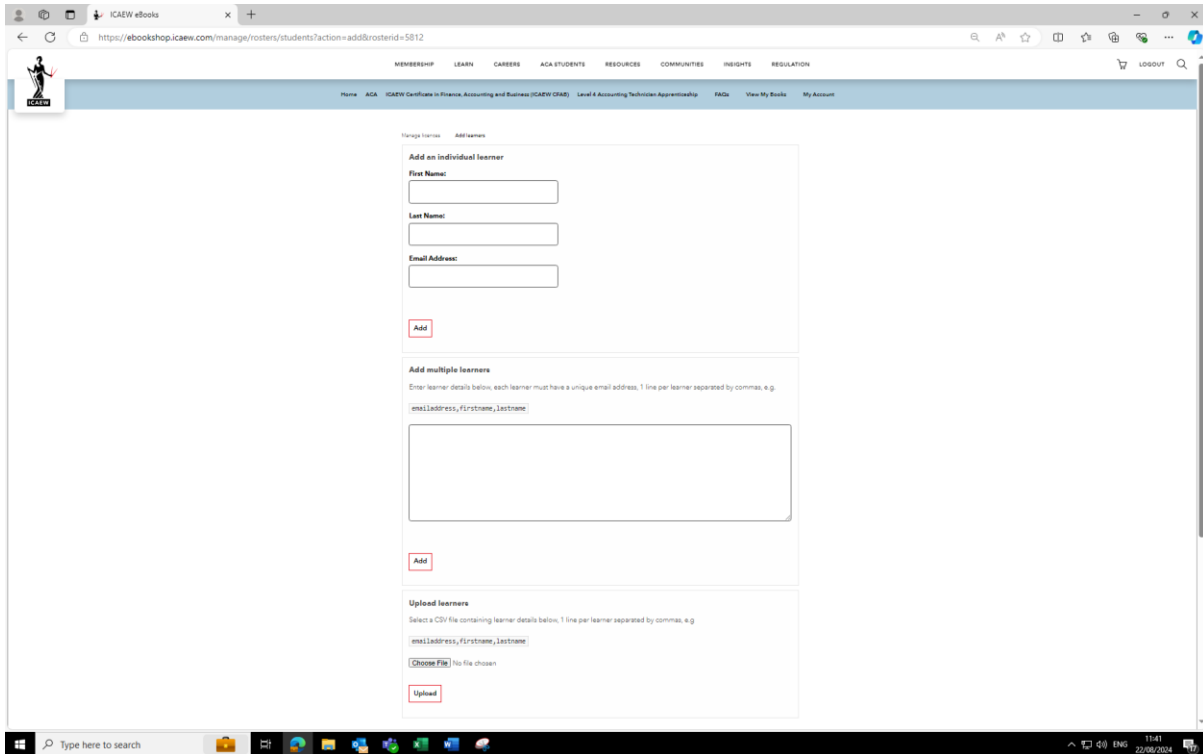 ICAEW eBooks
https://ebookshop.icaew.com/manage/rosters/students?action=add&rosterid=5812
ICAEW
MEMBERSHIP LEARN CAREERS ACA STUDENTS RESOURCES COMMUNITIES INSIGHTS REGULATION LOGOUT
Home ACA ICAEW Certificate in Finance, Accounting and Business (ICAEW CFAB) Level 4 Accounting Technician Apprenticeship FAQs View My Books My Account
Manage licences Add learners
Add an individual learner
First Name:
Last Name:
Email Address:
Add
Add multiple learners
Enter learner details below, each learner must have a unique email address, 1 line per learner separated by commas, e.g.
emailaddress,firstname,lastname
Add
Upload learners
Select a CSV file containing learner details below, 1 line per learner separated by commas, e.g
emailaddress,firstname,lastname
Choose File No file chosen
Upload
Type here to search
ENG
11:41
22/08/2024